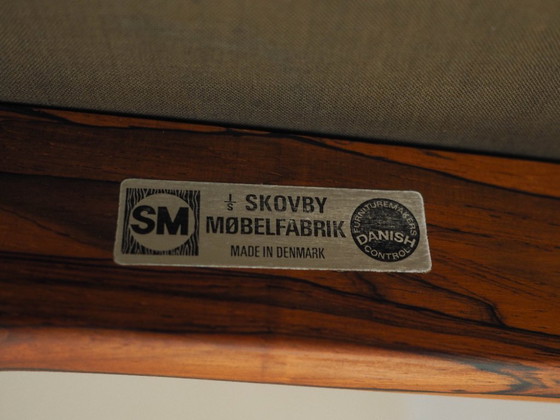 SM
I/S SKOVBY
MØBELFABRIK
MADE IN DENMARK
FURNITUREMAKERS
DANISH
CONTROL